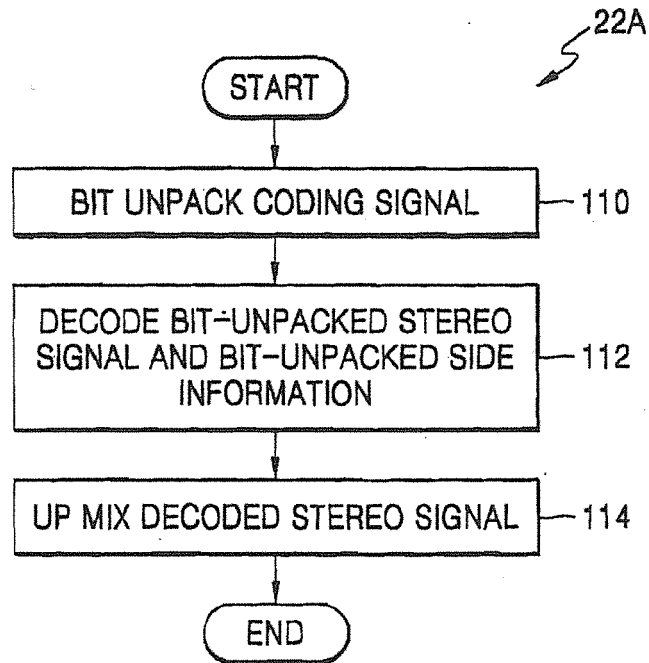 22A
START
BIT UNPACK CODING SIGNAL
110
DECODE BIT-UNPACKED STEREO
SIGNAL AND BIT-UNPACKED SIDE
INFORMATION
112
UP MIX DECODED STEREO SIGNAL
114
END